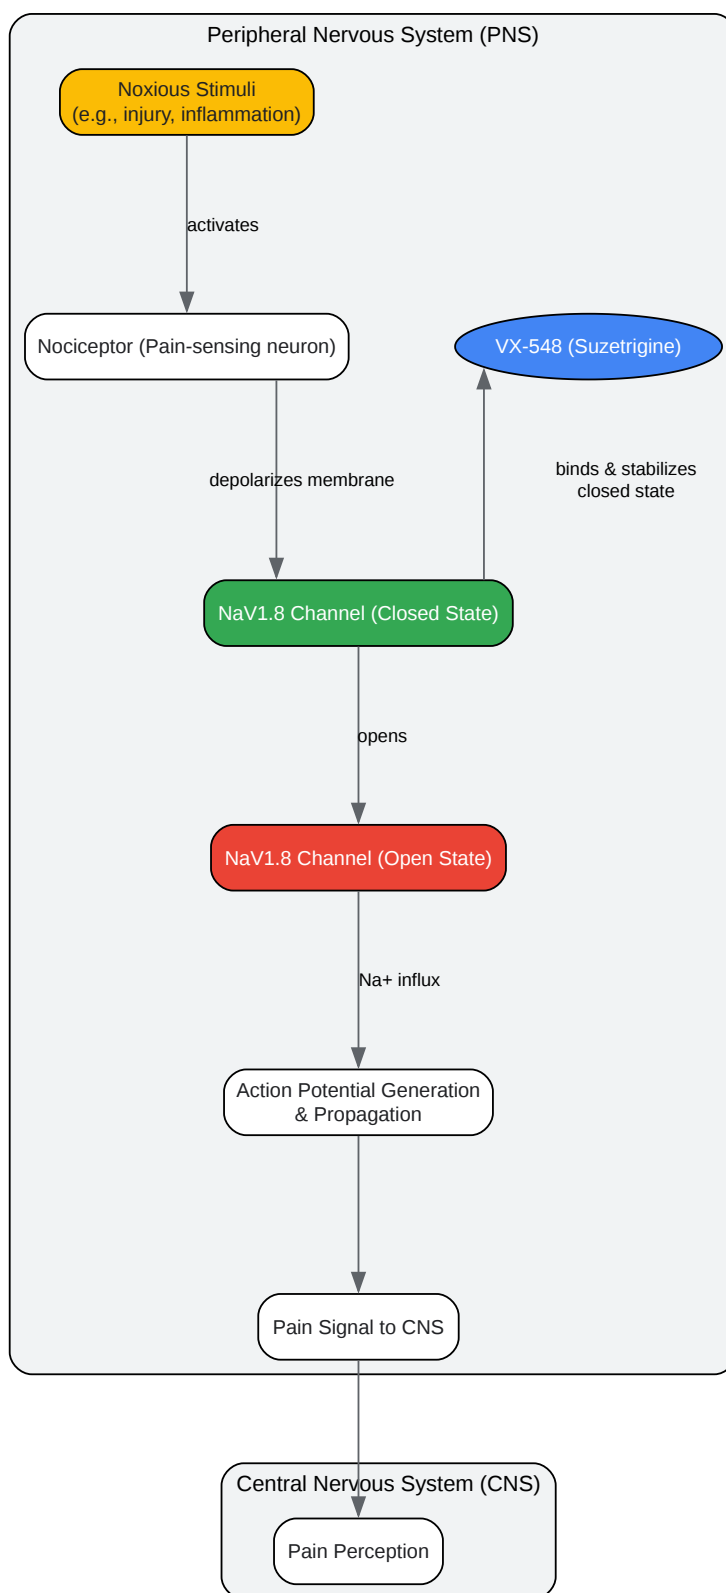 Peripheral Nervous System (PNS)
Noxious Stimuli
(e.g., injury, inflammation)
activates
Nociceptor (Pain-sensing neuron)
VX-548 (Suzetrigine)
depolarizes membrane
binds & stabilizes
closed state
NaV1.8 Channel (Closed State)
opens
NaV1.8 Channel (Open State)
Na+ influx
Action Potential Generation
& Propagation
Pain Signal to CNS
Central Nervous System (CNS)
Pain Perception